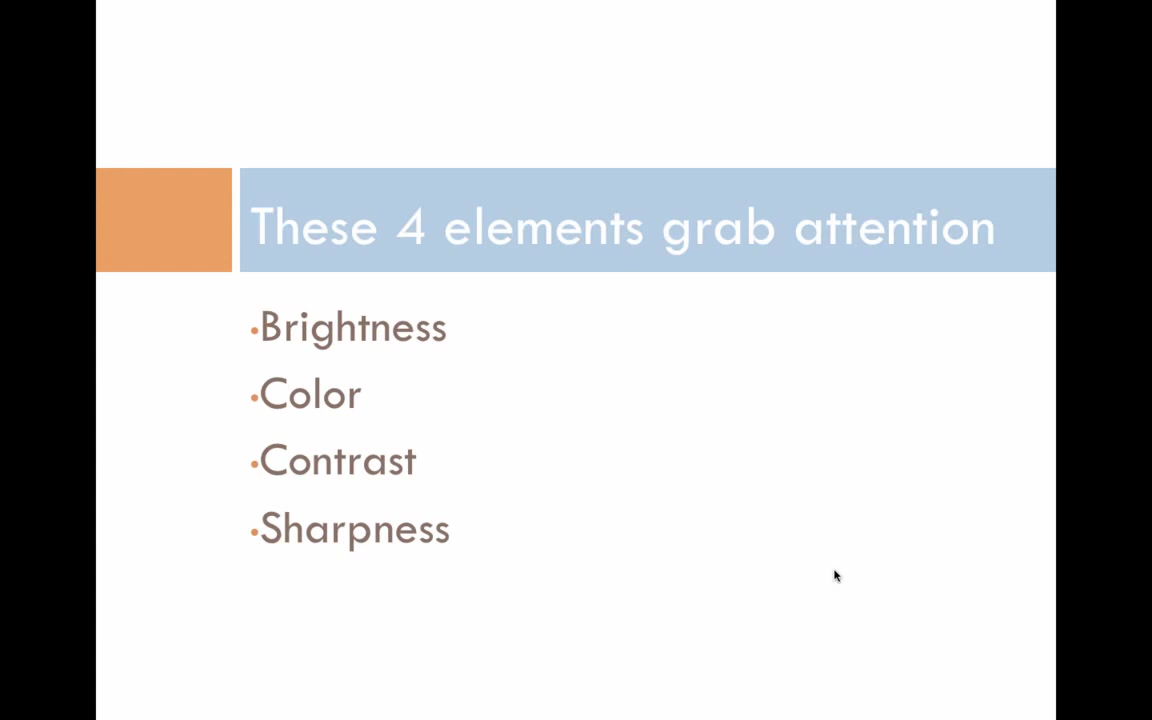 These 4 elements grab attention
•Brightness
•Color
•Contrast
•Sharpness